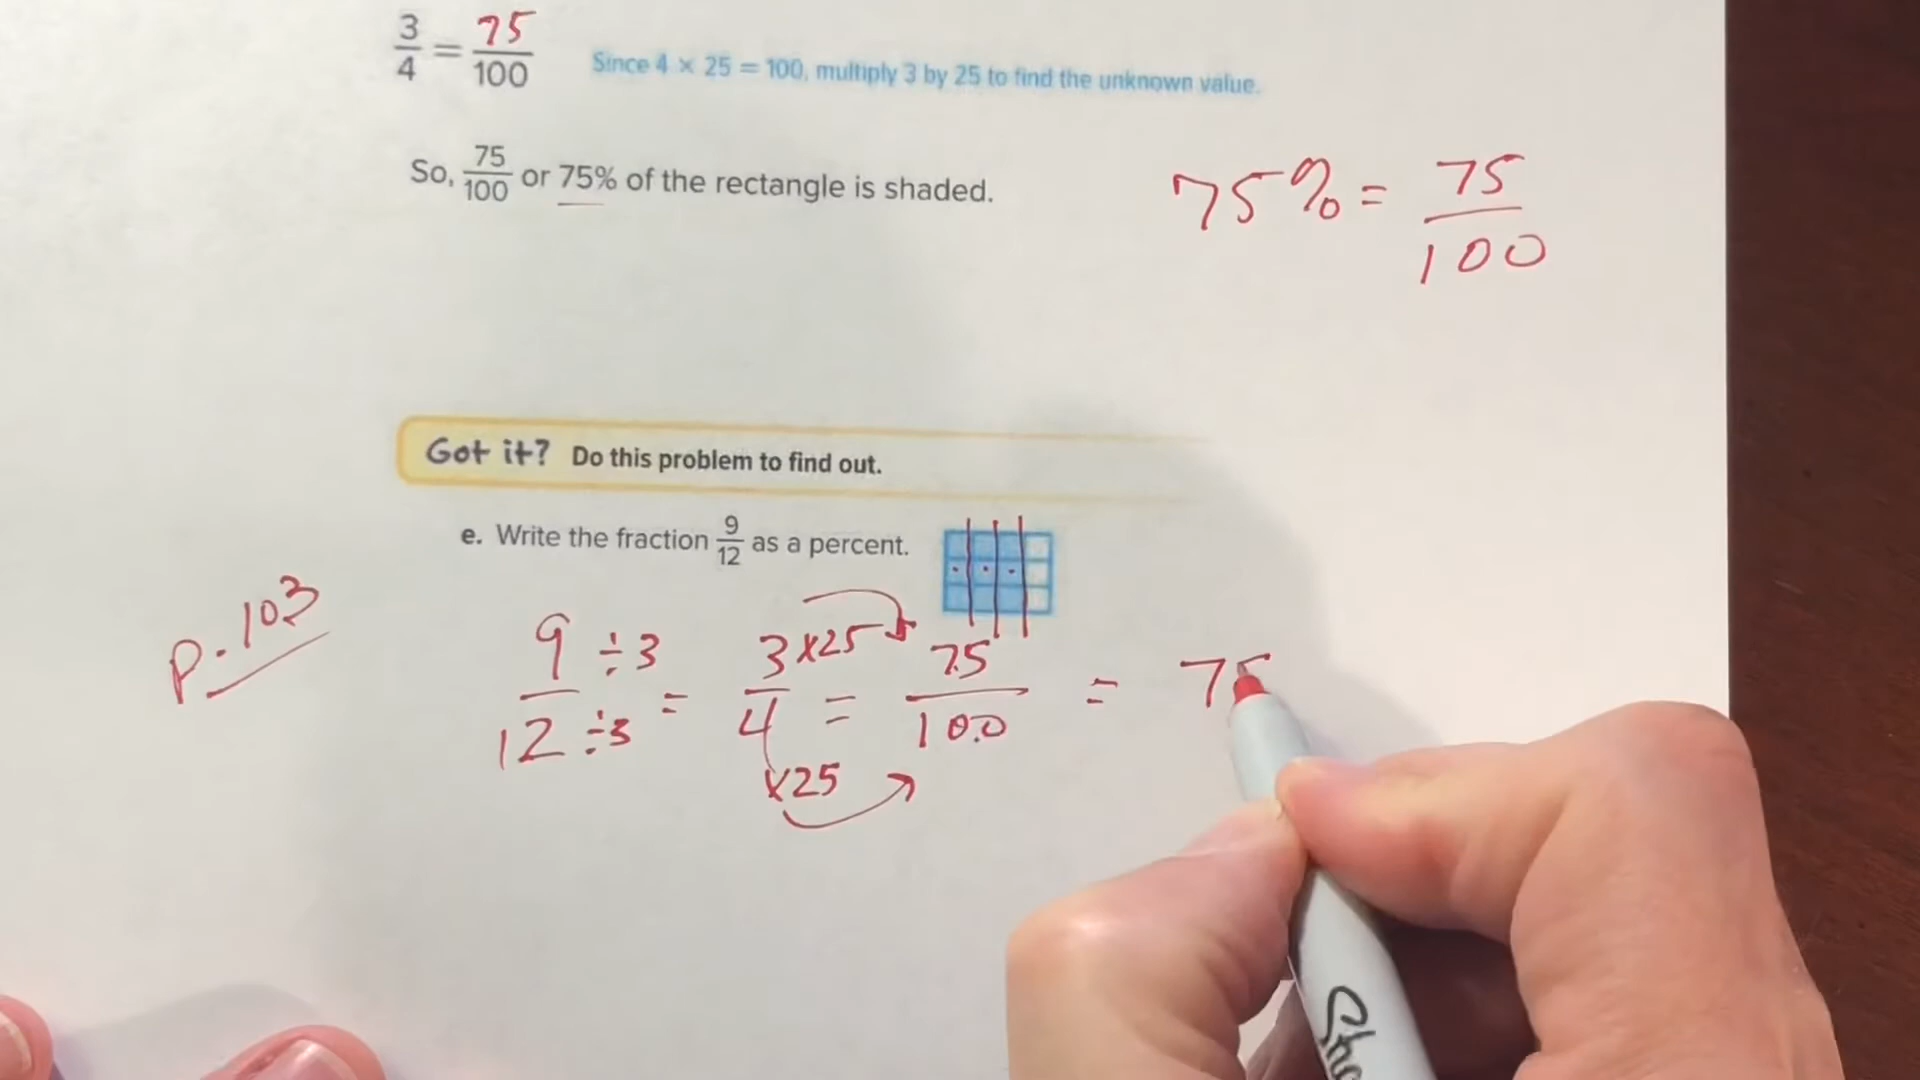 3/4 = 75/100 Since 4 × 25 = 100, multiply 3 by 25 to find the unknown value.
So, 75/100 or 75% of the rectangle is shaded.
75% = 75/100
Got it? Do this problem to find out.
e. Write the fraction 9/12 as a percent.
p. 103
9 ÷3 / 12 ÷3 = 3 ×25 / 4 ×25 = 75/100 = 75